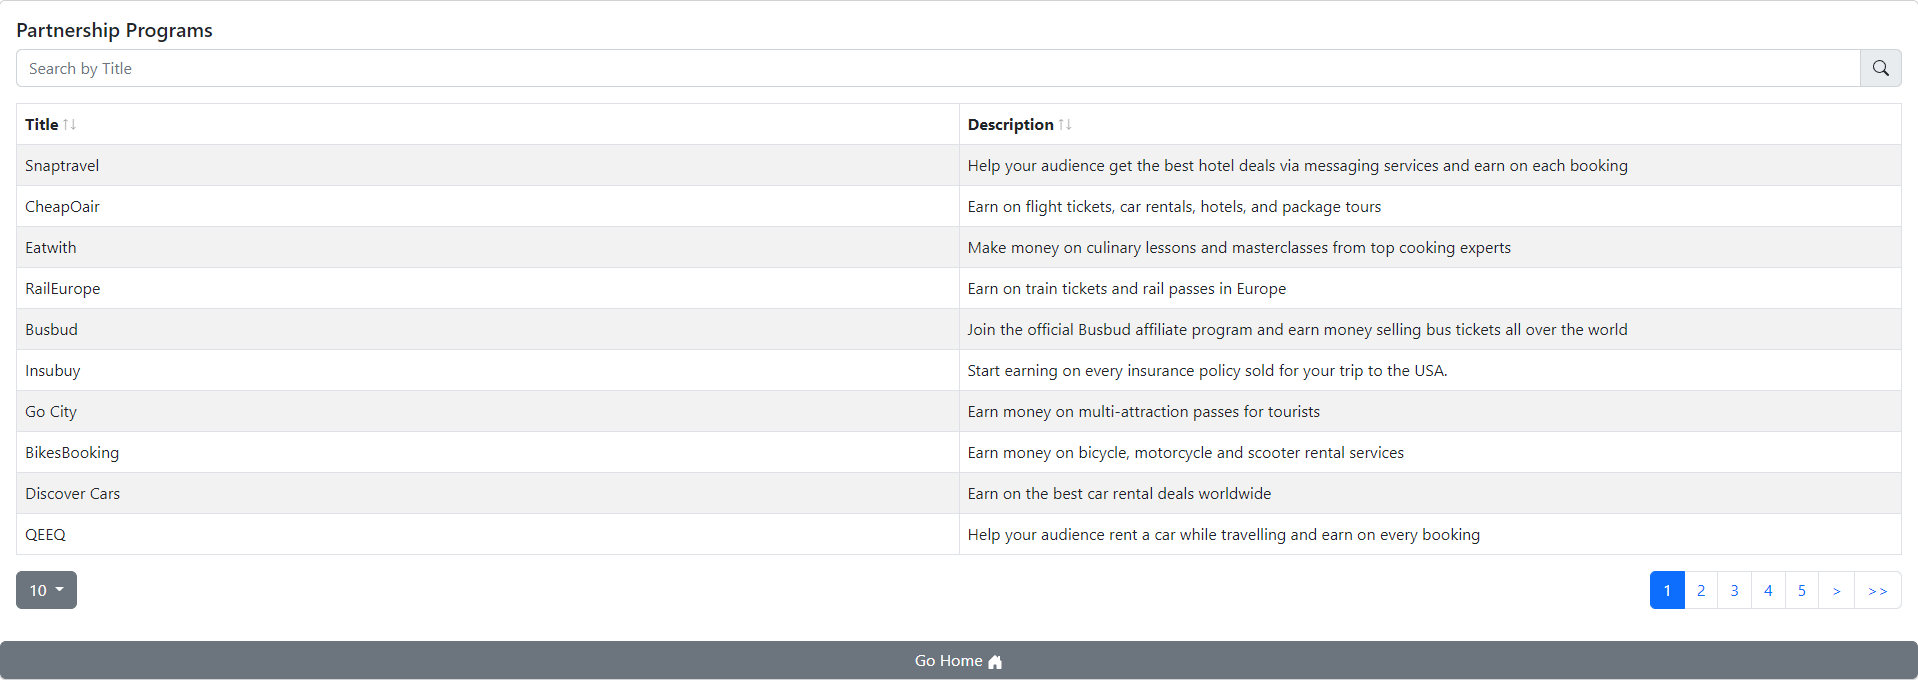 Partnership Programs
Search by Title
Title Description
Snaptravel Help your audience get the best hotel deals via messaging services and earn on each booking
CheapOair Earn on flight tickets, car rentals, hotels, and package tours
Eatwith Make money on culinary lessons and masterclasses from top cooking experts
RailEurope Earn on train tickets and rail passes in Europe
Busbud Join the official Busbud affiliate program and earn money selling bus tickets all over the world
Insubuy Start earning on every insurance policy sold for your trip to the USA.
Go City Earn money on multi-attraction passes for tourists
BikesBooking Earn money on bicycle, motorcycle and scooter rental services
Discover Cars Earn on the best car rental deals worldwide
QEEQ Help your audience rent a car while travelling and earn on every booking
10 1 2 3 4 5 > >>
Go Home